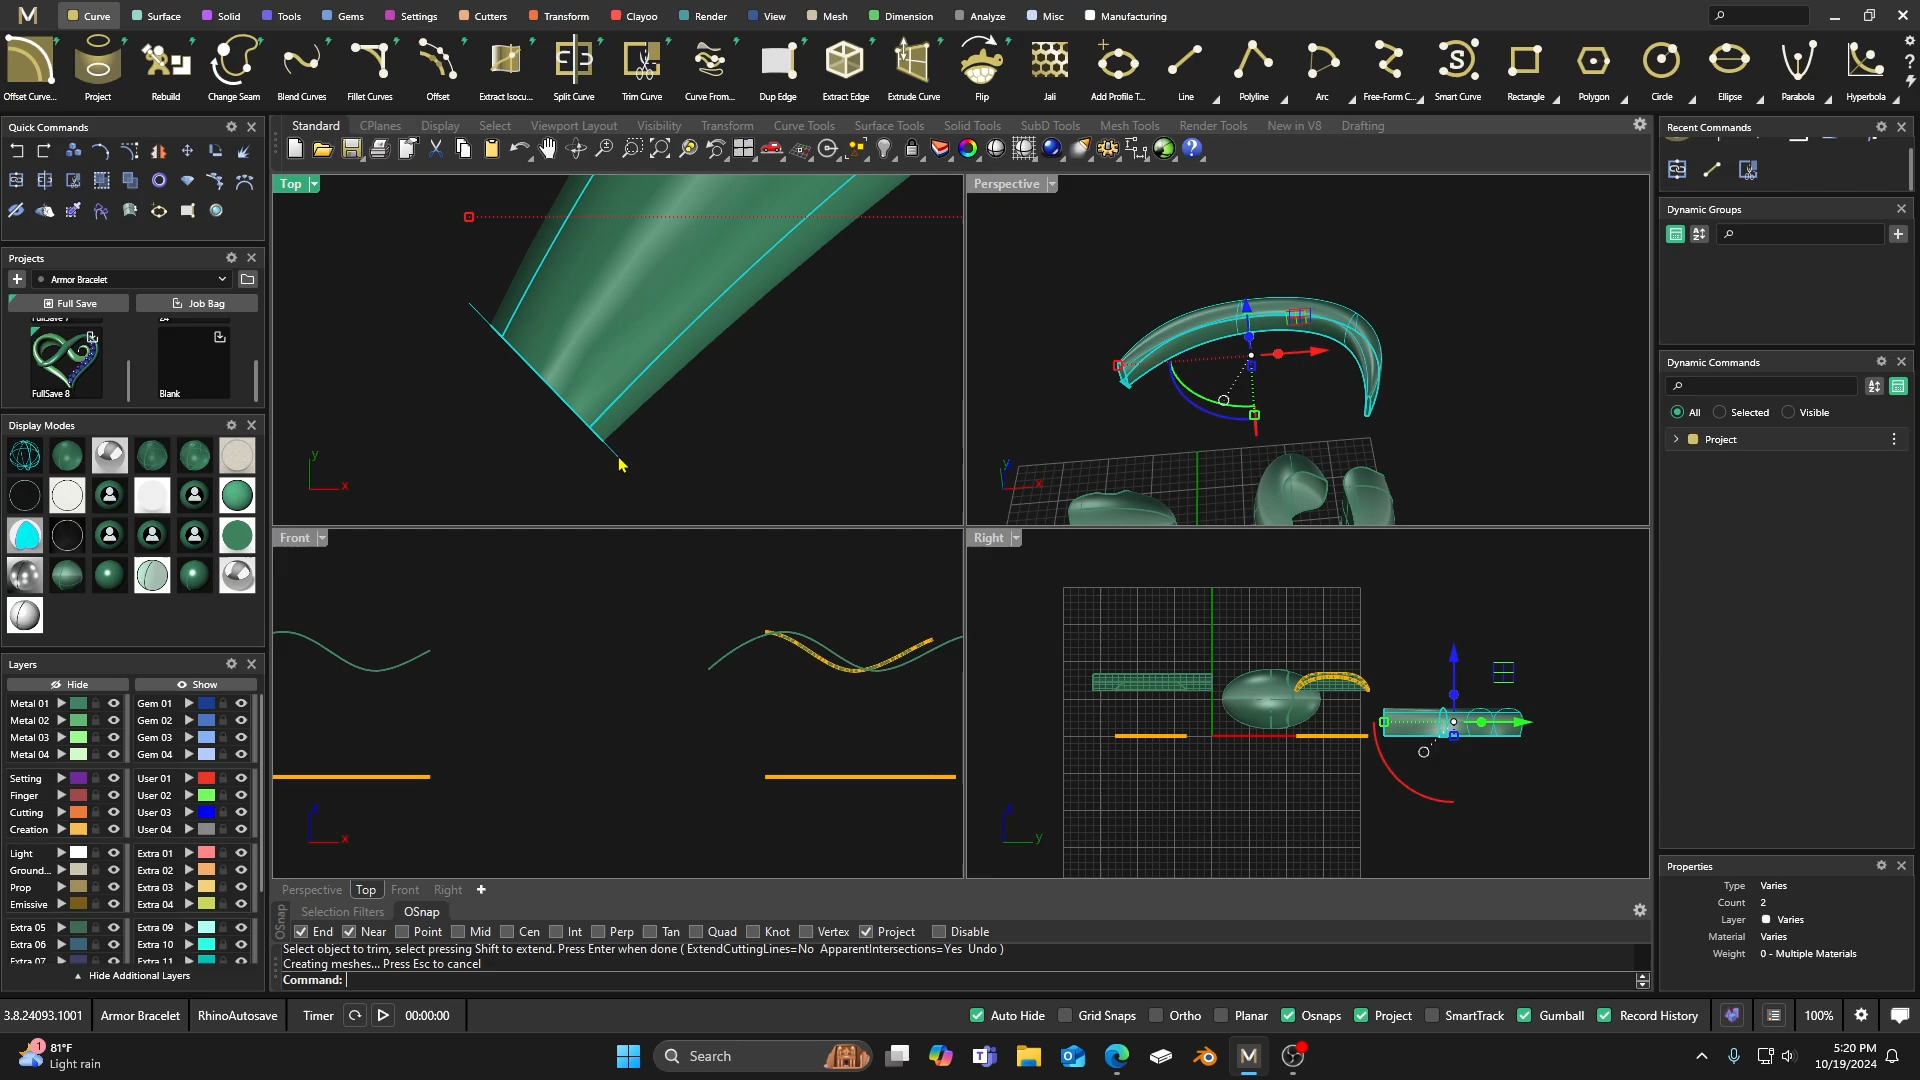 Curve Surface Solid Tools Gems Settings Cutters Transform Clayoo Render View Mesh Dimension Analyze Misc Manufacturing
Offset Curve... Project Rebuild Change Seam Blend Curves Fillet Curves Offset Extract Isocu... Split Curve Trim Curve Curve From... Dup Edge Extract Edge Extrude Curve Flip Jali Add Profile T... Line Polyline Arc Free-Form C... Smart Curve Rectangle Polygon Circle Ellipse Parabola Hyperbola
Quick Commands
Standard CPlanes Display Select Viewport Layout Visibility Transform Curve Tools Surface Tools Solid Tools SubD Tools Mesh Tools Render Tools New in V8 Drafting
Recent Commands
Top
Perspective
Dynamic Groups
Projects
Armor Bracelet
Full Save Job Bag
FullSave 7 24
FullSave 8 Blank
Dynamic Commands
All Selected Visible
Project
Display Modes
y
x
y
x
Front
Right
Layers
Hide Show
Metal 01 Gem 01
Metal 02 Gem 02
Metal 03 Gem 03
Metal 04 Gem 04
Setting User 01
Finger User 02
Cutting User 03
Creation User 04
Light Extra 01
Ground... Extra 02
Prop Extra 03
Emissive Extra 04
Extra 05 Extra 09
Extra 06 Extra 10
Extra 07 Extra 11
Hide Additional Layers
x
y
Perspective Top Front Right
Selection Filters OSnap
OSnap
End Near Point Mid Cen Int Perp Tan Quad Knot Vertex Project Disable
Select object to trim, select pressing Shift to extend. Press Enter when done ( ExtendCuttingLines=No ApparentIntersections=Yes Undo )
Creating meshes... Press Esc to cancel
Command:
Properties
Type Varies
Count 2
Layer Varies
Material Varies
Weight 0 - Multiple Materials
3.8.24093.1001 Armor Bracelet RhinoAutosave Timer 00:00:00 Auto Hide Grid Snaps Ortho Planar Osnaps Project SmartTrack Gumball Record History 100%
1
81°F
Light rain
Search
5:20 PM
10/19/2024